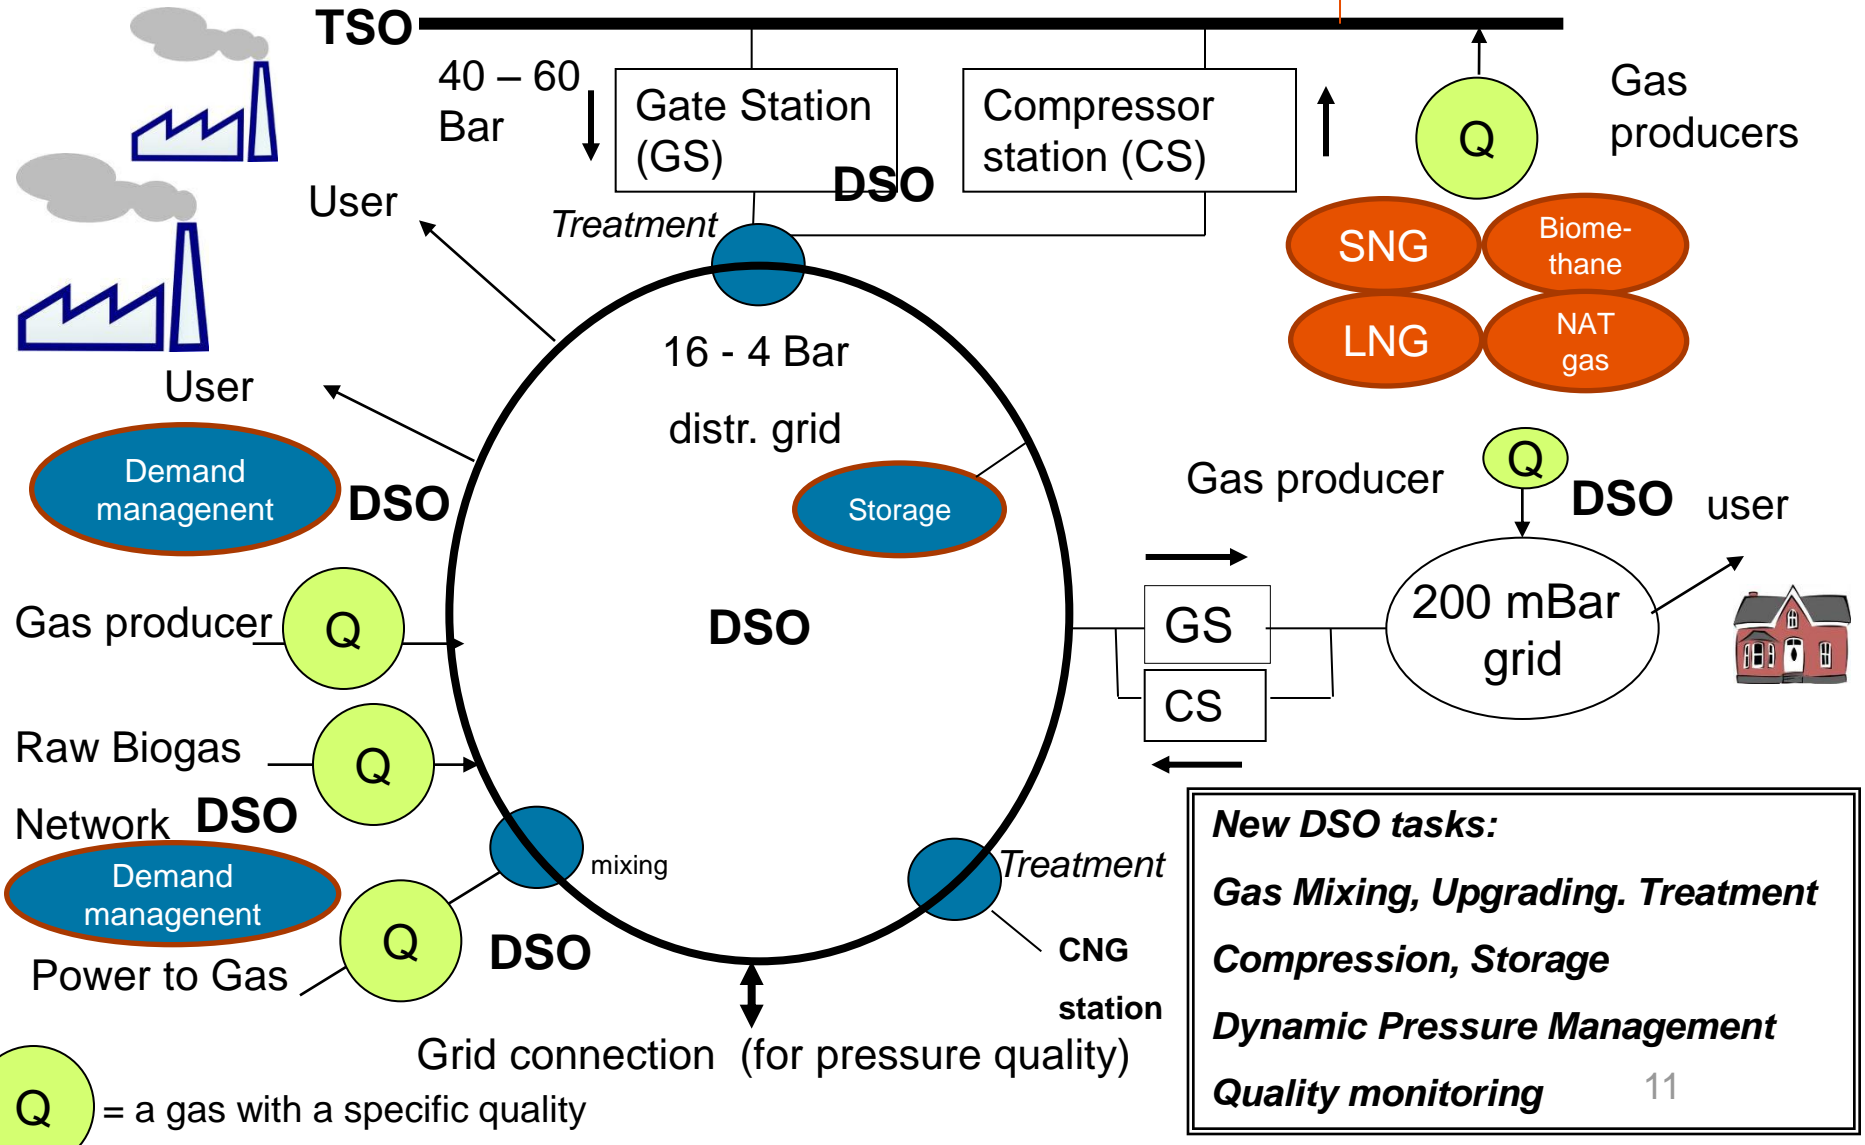 TSO
40 – 60
Bar
Gate Station
(GS)
DSO
Compressor
station (CS)
Q
Gas
producers
User
Treatment
SNG
Biome-
thane
LNG
NAT
gas
16 - 4 Bar
distr. grid
User
Demand
managenent
DSO
Storage
Gas producer
Q
DSO
user
Gas producer
Q
DSO
GS
CS
200 mBar
grid
Raw Biogas
Network
DSO
Q
Demand
managenent
mixing
Power to Gas
Q
DSO
Treatment
CNG
station
Grid connection (for pressure quality)
Q
= a gas with a specific quality
New DSO tasks:
Gas Mixing, Upgrading. Treatment
Compression, Storage
Dynamic Pressure Management
Quality monitoring
11